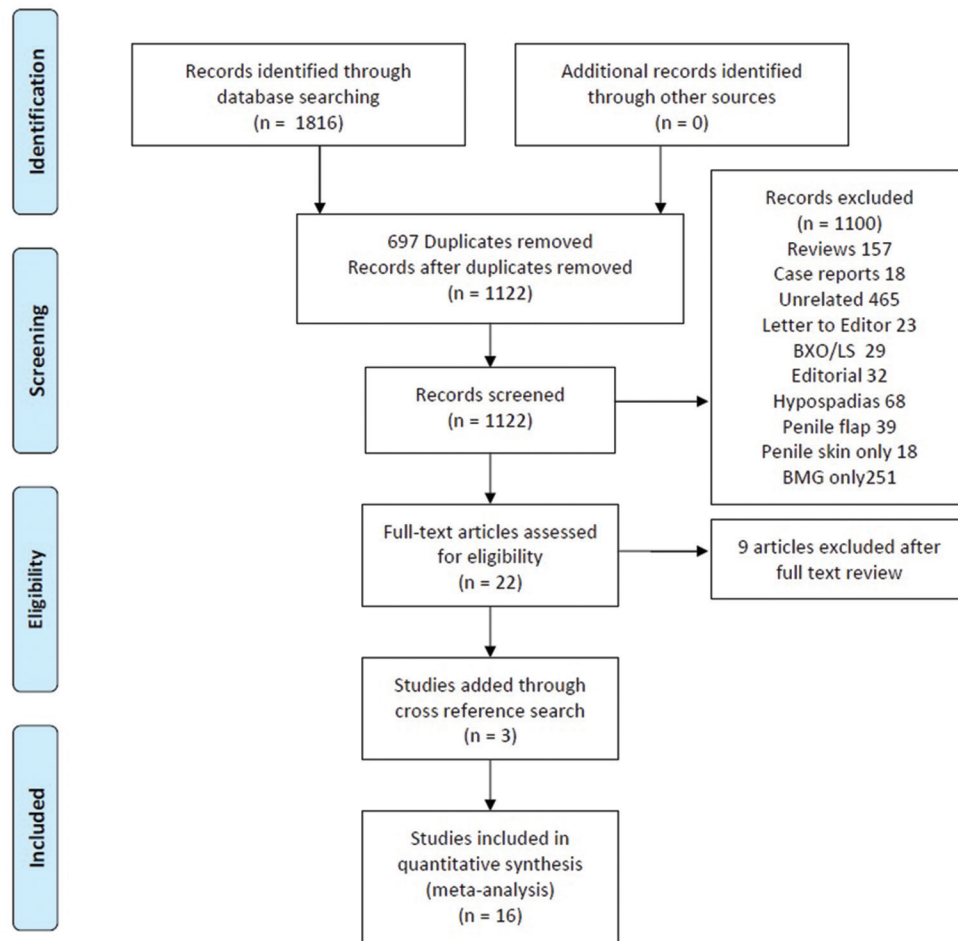 Identification
Records identified through
database searching
(n = 1816)
Additional records identified
through other sources
(n = 0)
697 Duplicates removed
Records after duplicates removed
(n = 1122)
Records excluded
(n = 1100)
Reviews 157
Case reports 18
Unrelated 465
Letter to Editor 23
BXO/LS 29
Editorial 32
Hypospadias 68
Penile flap 39
Penile skin only 18
BMG only251
Screening
Records screened
(n = 1122)
Eligibility
Full-text articles assessed
for eligibility
(n = 22)
9 articles excluded after
full text review
Studies added through
cross reference search
(n = 3)
Included
Studies included in
quantitative synthesis
(meta-analysis)
(n = 16)